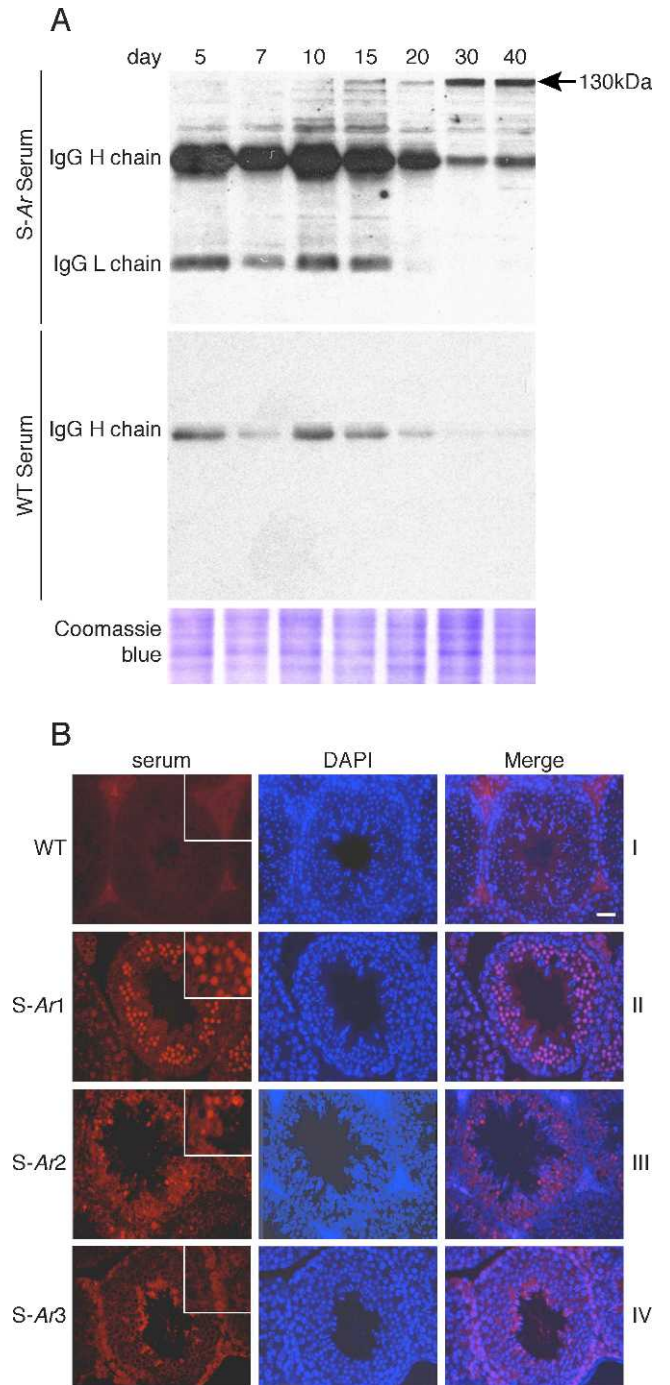 A
day 5 7 10 15 20 30 40
130kDa
IgG H chain
S-Ar Serum
IgG L chain
IgG H chain
WT Serum
Coomassie
blue
B
serum DAPI Merge
WT I
S-Ar1 II
S-Ar2 III
S-Ar3 IV